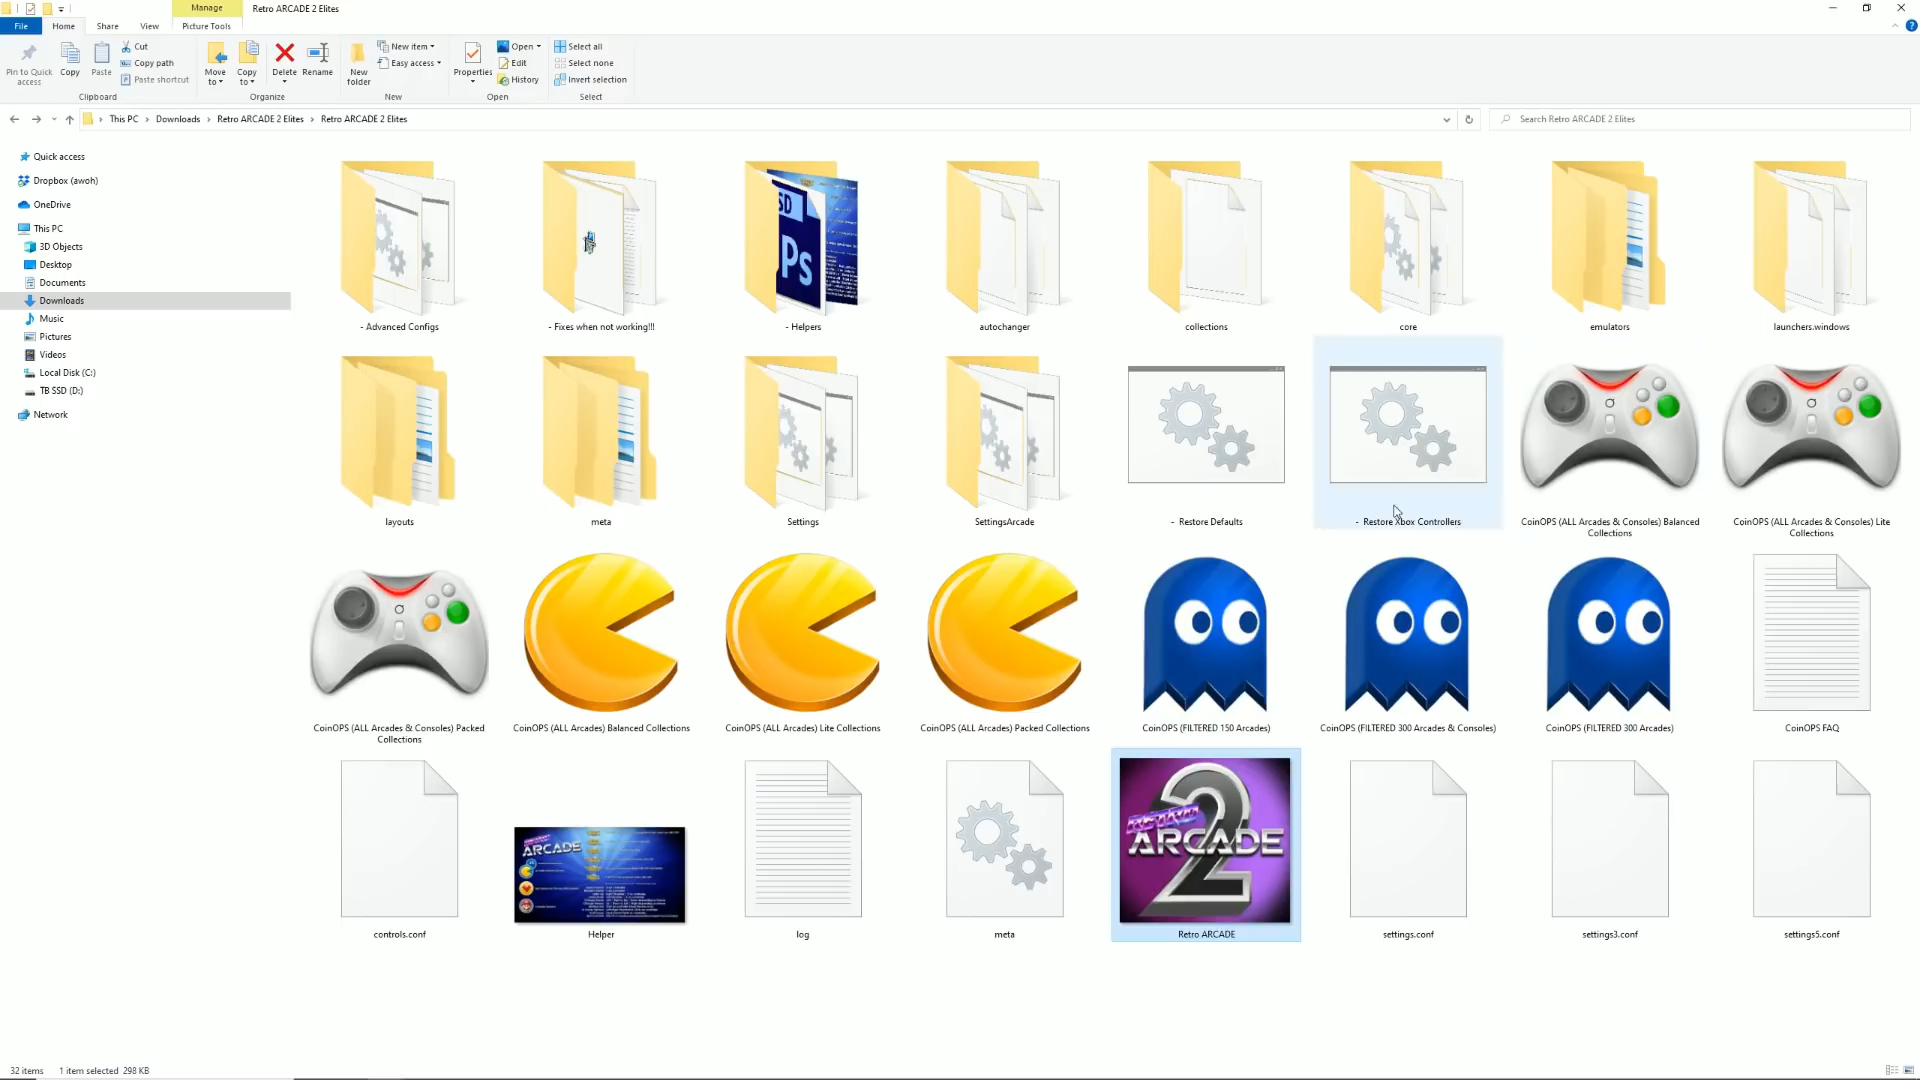 Manage
Retro ARCADE 2 Elites
File
Home
Share
View
Picture Tools
Pin to Quick access
Copy
Paste
Cut
Copy path
Paste shortcut
Move to
Copy to
Delete
Rename
New folder
New item
Easy access
Properties
Open
Edit
History
Select all
Select none
Invert selection
Clipboard
Organize
New
Open
Select
This PC
Downloads
Retro ARCADE 2 Elites
Retro ARCADE 2 Elites
Search Retro ARCADE 2 Elites
Quick access
Dropbox (awoh)
OneDrive
This PC
3D Objects
Desktop
Documents
Downloads
Music
Pictures
Videos
Local Disk (C:)
TB SSD (D:)
Network
SD
Ps
- Advanced Configs
- Fixes when not working!!!
- Helpers
autochanger
collections
core
emulators
launchers.windows
layouts
meta
Settings
SettingsArcade
- Restore Defaults
- Restore Xbox Controllers
CoinOPS (ALL Arcades & Consoles) Balanced
Collections
CoinOPS (ALL Arcades & Consoles) Lite
Collections
CoinOPS (ALL Arcades & Consoles) Packed
Collections
CoinOPS (ALL Arcades) Balanced Collections
CoinOPS (ALL Arcades) Lite Collections
CoinOPS (ALL Arcades) Packed Collections
CoinOPS (FILTERED 150 Arcades)
CoinOPS (FILTERED 300 Arcades & Consoles)
CoinOPS (FILTERED 300 Arcades)
CoinOPS FAQ
ARCADE
RETRO
2
ARCADE
controls.conf
Helper
log
meta
Retro ARCADE
settings.conf
settings3.conf
settings5.conf
32 items
1 item selected 298 KB